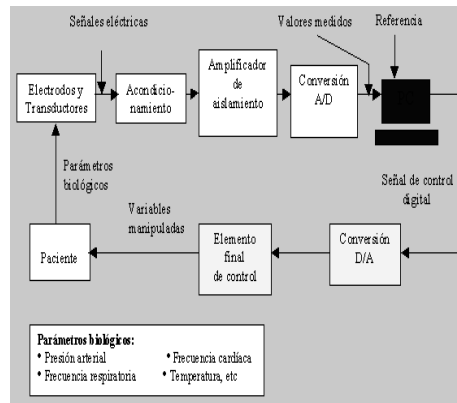 Señales eléctricas
Valores medidos
Referencia
Electrodos y
Transductores
Acondicio-
namiento
Amplificador
de
aislamiento
Conversión
A/D
Parámetros
biológicos
Variables
manipuladas
Señal de control
digital
Paciente
Elemento
final
de control
Conversión
D/A
Parámetros biológicos:
• Presión arterial
• Frecuencia cardíaca
• Frecuencia respiratoria
• Temperatura, etc